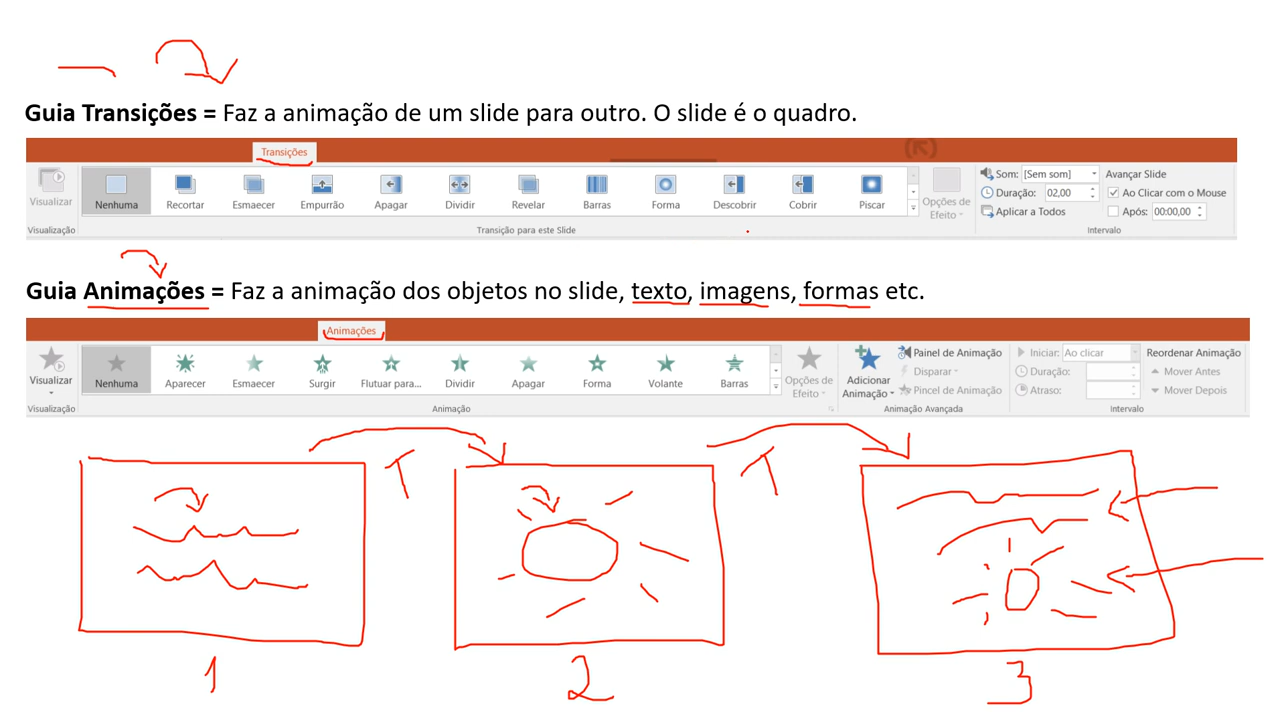 Guia Transições = Faz a animação de um slide para outro. O slide é o quadro.
Transições
Visualizar
Nenhuma Recortar Esmaecer Empurrão Apagar Dividir Revelar Barras Forma Descobrir Cobrir Piscar
Opções de Efeito
Som: [Sem som] Avançar Slide
Duração: 02,00 Ao Clicar com o Mouse
Aplicar a Todos Após: 00:00,00
Visualização Transição para este Slide Intervalo
Guia Animações = Faz a animação dos objetos no slide, texto, imagens, formas etc.
Animações
Visualizar
Nenhuma Aparecer Esmaecer Surgir Flutuar para... Dividir Apagar Forma Volante Barras
Opções de Efeito
Adicionar Animação
Painel de Animação Iniciar: Ao clicar Reordenar Animação
Disparar Duração: Mover Antes
Pincel de Animação Atraso: Mover Depois
Visualização Animação Animação Avançada Intervalo
T T
1 2 3